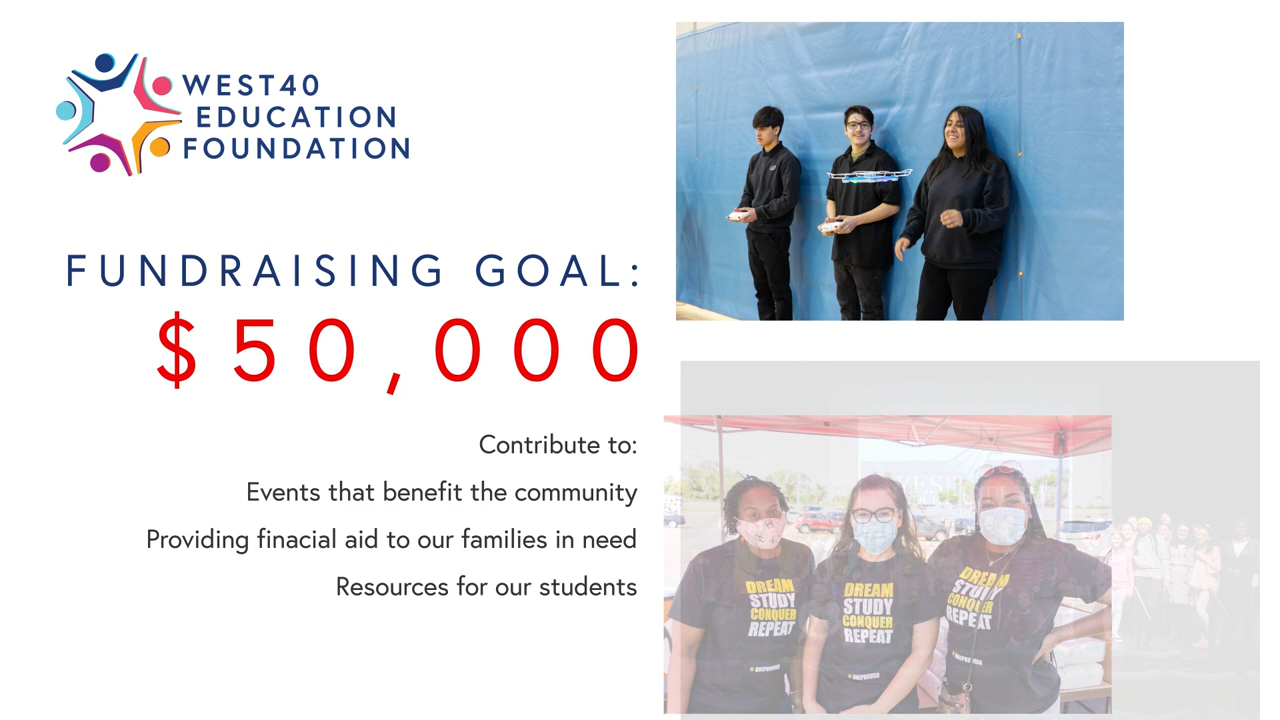 WEST40
EDUCATION
FOUNDATION
FUNDRAISING GOAL:
$50,000
Contribute to:
Events that benefit the community
Providing finacial aid to our families in need
Resources for our students
DREAM
STUDY
CONQUER
REPEAT
DREAM
STUDY
CONQUER
REPEAT
DREAM
STUDY
CONQUER
REPEAT